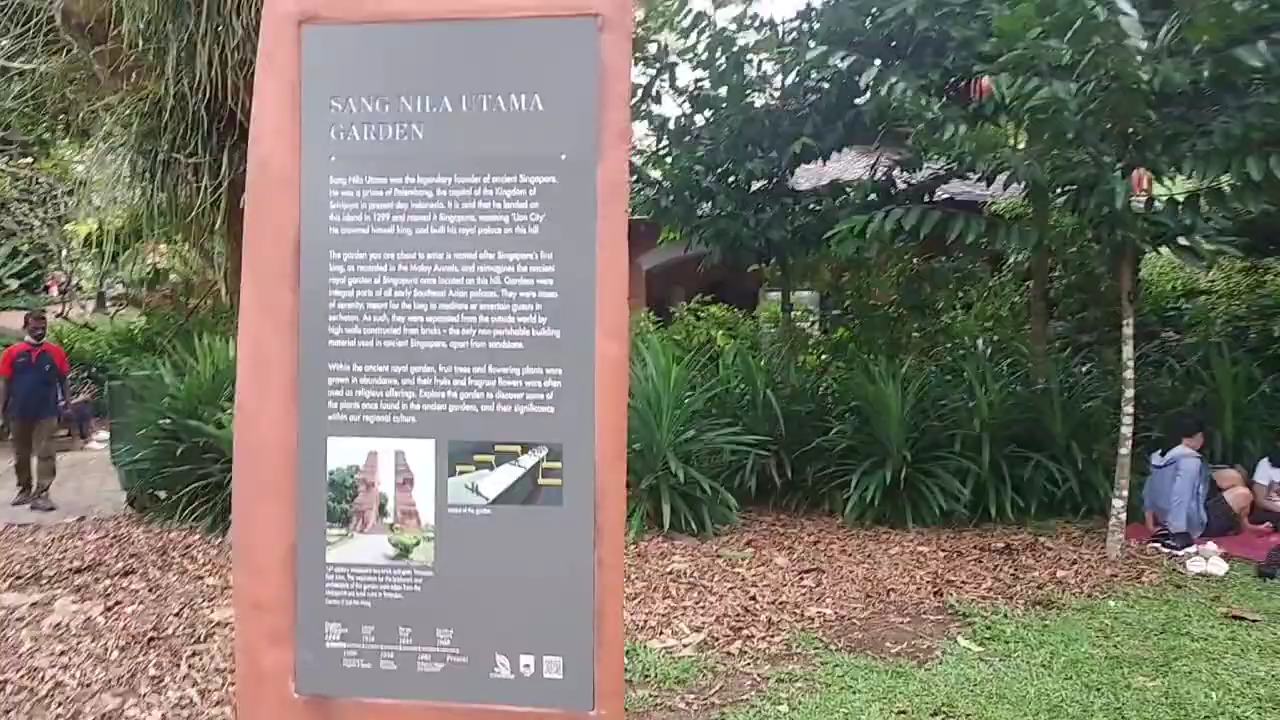 SANG NILA UTAMA
GARDEN
Sang Nila Utama was the legendary founder of ancient Singapore.
He was a prince of Palembang, the capital of the Kingdom of
Srivijaya in present-day Indonesia. It is said that he landed on
this island in 1299 and named it Singapura, meaning 'Lion City'.
He crowned himself king, and built his royal palace on this hill.
The garden you are about to enter is named after Singapore's first
king, as recorded in the Malay Annals, and reimagines the ancient
royal garden of Singapura once located on this hill. Gardens were
integral parts of all early Southeast Asian palaces. They were oases
of serenity, meant for the king to meditate or entertain guests in
seclusion. As such, they were separated from the outside world by
high walls constructed from bricks – the only non-perishable building
material used in ancient Singapore, apart from sandstone.
Within the ancient royal garden, fruit trees and flowering plants were
grown in abundance, and their fruits and fragrant flowers were often
used as religious offerings. Explore the garden to discover some of
the plants once found in the ancient gardens, and their significance
within our regional culture.
of the garden.
Present